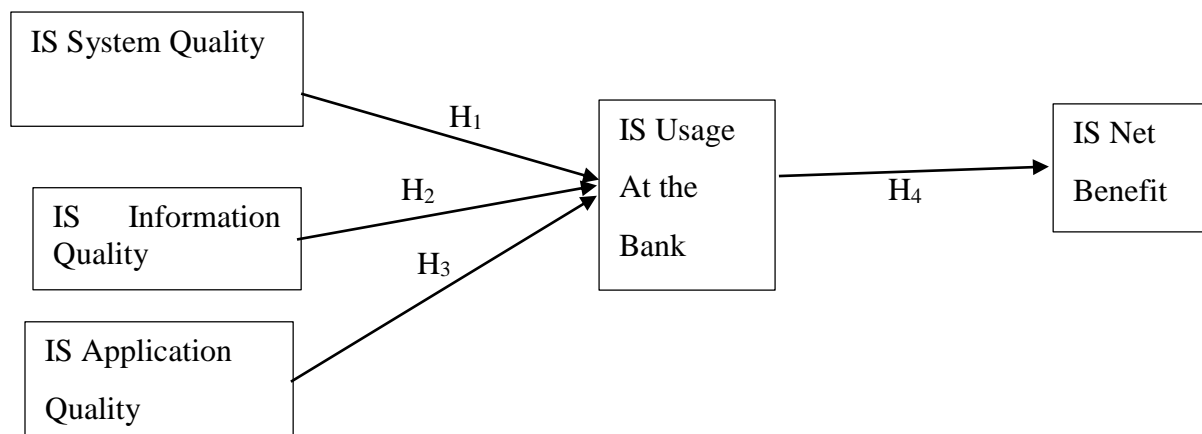 IS System Quality
H₁
IS Information
Quality
H₂
IS Application
Quality
H₃
IS Usage
At the
Bank
H₄
IS Net
Benefit